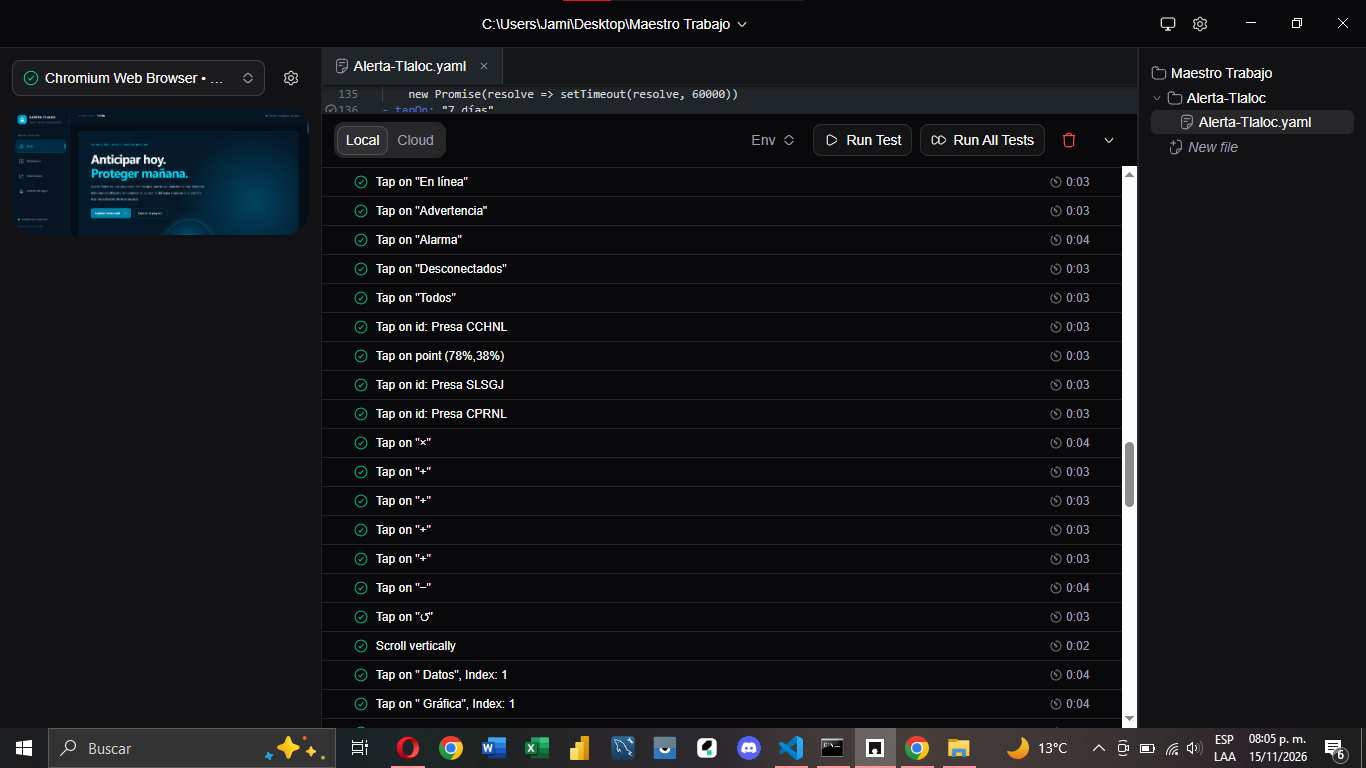 C:\Users\Jami\Desktop\Maestro Trabajo
Chromium Web Browser • ...
Alerta-Tlaloc.yaml
135 new Promise(resolve => setTimeout(resolve, 60000))
136 - tapOn: "7 días"
Local Cloud Env Run Test Run All Tests
Tap on "En línea" 0:03
Tap on "Advertencia" 0:03
Tap on "Alarma" 0:04
Tap on "Desconectados" 0:03
Tap on "Todos" 0:03
Tap on id: Presa CCHNL 0:03
Tap on point (78%,38%) 0:03
Tap on id: Presa SLSGJ 0:03
Tap on id: Presa CPRNL 0:03
Tap on "×" 0:04
Tap on "+" 0:03
Tap on "+" 0:03
Tap on "+" 0:03
Tap on "+" 0:03
Tap on "−" 0:04
Tap on "↺" 0:03
Scroll vertically 0:02
Tap on " Datos", Index: 1 0:04
Tap on " Gráfica", Index: 1 0:04
Anticipar hoy.
Proteger mañana.
Maestro Trabajo
Alerta-Tlaloc
Alerta-Tlaloc.yaml
New file
Buscar
13°C
ESP
LAA
08:05 p. m.
15/11/2026
6